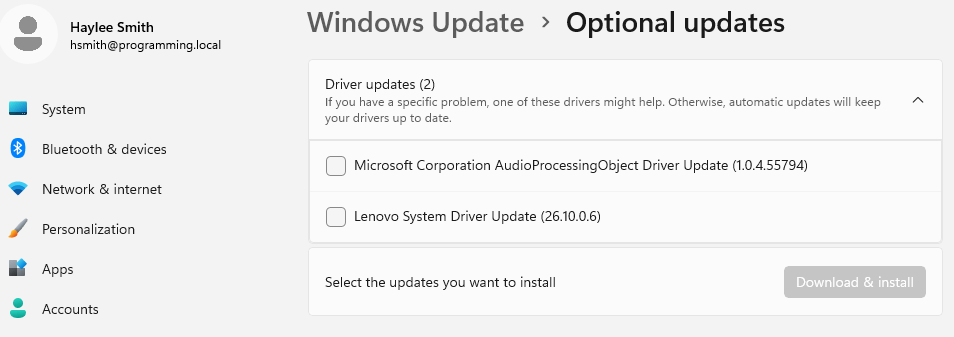 Haylee Smith
hsmith@programming.local
System
Bluetooth & devices
Network & internet
Personalization
Apps
Accounts
Windows Update > Optional updates
Driver updates (2)
If you have a specific problem, one of these drivers might help. Otherwise, automatic updates will keep
your drivers up to date.
Microsoft Corporation AudioProcessingObject Driver Update (1.0.4.55794)
Lenovo System Driver Update (26.10.0.6)
Select the updates you want to install
Download & install